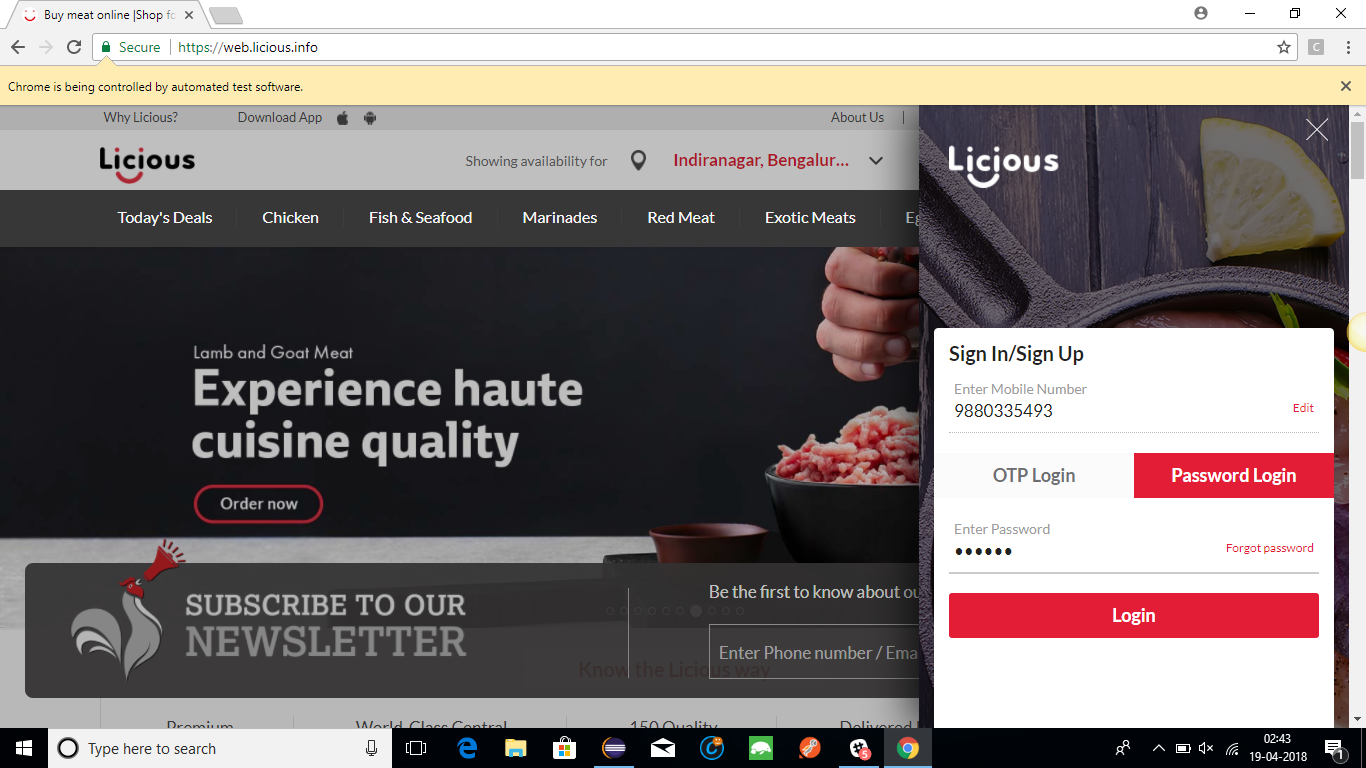 Buy meat online |Shop fo
Secure
https://web.licious.info
C
Chrome is being controlled by automated test software.
Why Licious?
Download App
About Us
Licious
Showing availability for
Indiranagar, Bengalur...
Today's Deals
Chicken
Fish & Seafood
Marinades
Red Meat
Exotic Meats
Eg
Lamb and Goat Meat
Experience haute
cuisine quality
Order now
SUBSCRIBE TO OUR
NEWSLETTER
Be the first to know about ou
Enter Phone number / Emai
Know the Licious way
Premium
World-Class Central
150 Quality
Delivered
Licious
Sign In/Sign Up
Enter Mobile Number
9880335493
Edit
OTP Login
Password Login
Enter Password
••••••
Forgot password
Login
Type here to search
02:43
19-04-2018
1